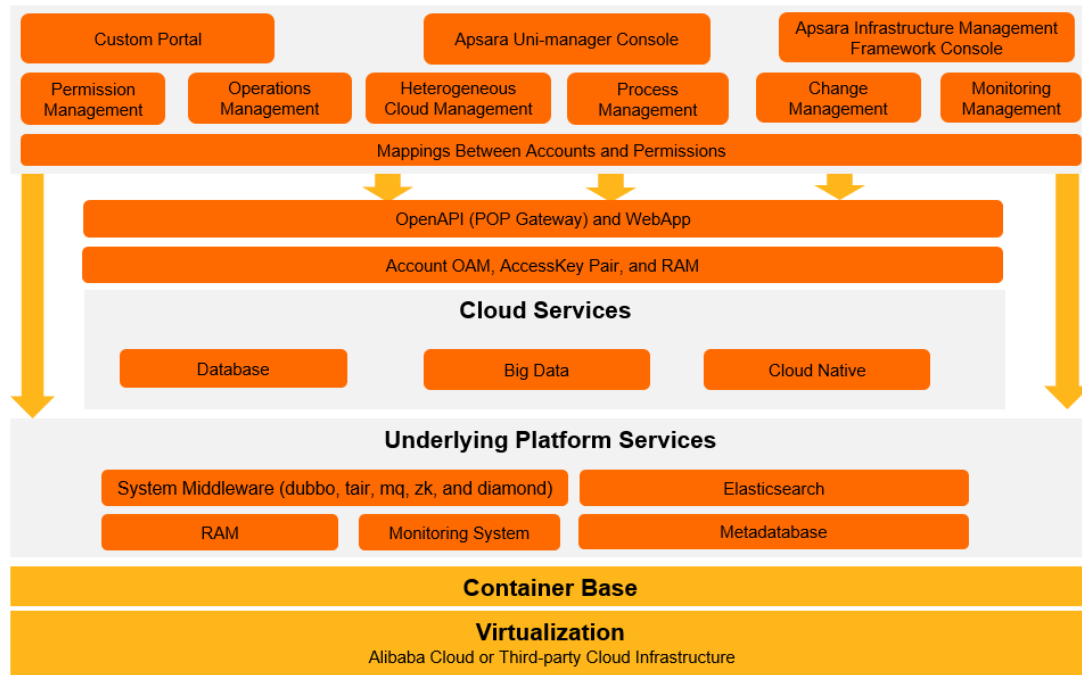 Custom Portal
Apsara Uni-manager Console
Apsara Infrastructure Management
Framework Console
Permission
Management
Operations
Management
Heterogeneous
Cloud Management
Process
Management
Change
Management
Monitoring
Management
Mappings Between Accounts and Permissions
OpenAPI (POP Gateway) and WebApp
Account OAM, AccessKey Pair, and RAM
Cloud Services
Database
Big Data
Cloud Native
Underlying Platform Services
System Middleware (dubbo, tair, mq, zk, and diamond)
Elasticsearch
RAM
Monitoring System
Metadatabase
Container Base
Virtualization
Alibaba Cloud or Third-party Cloud Infrastructure